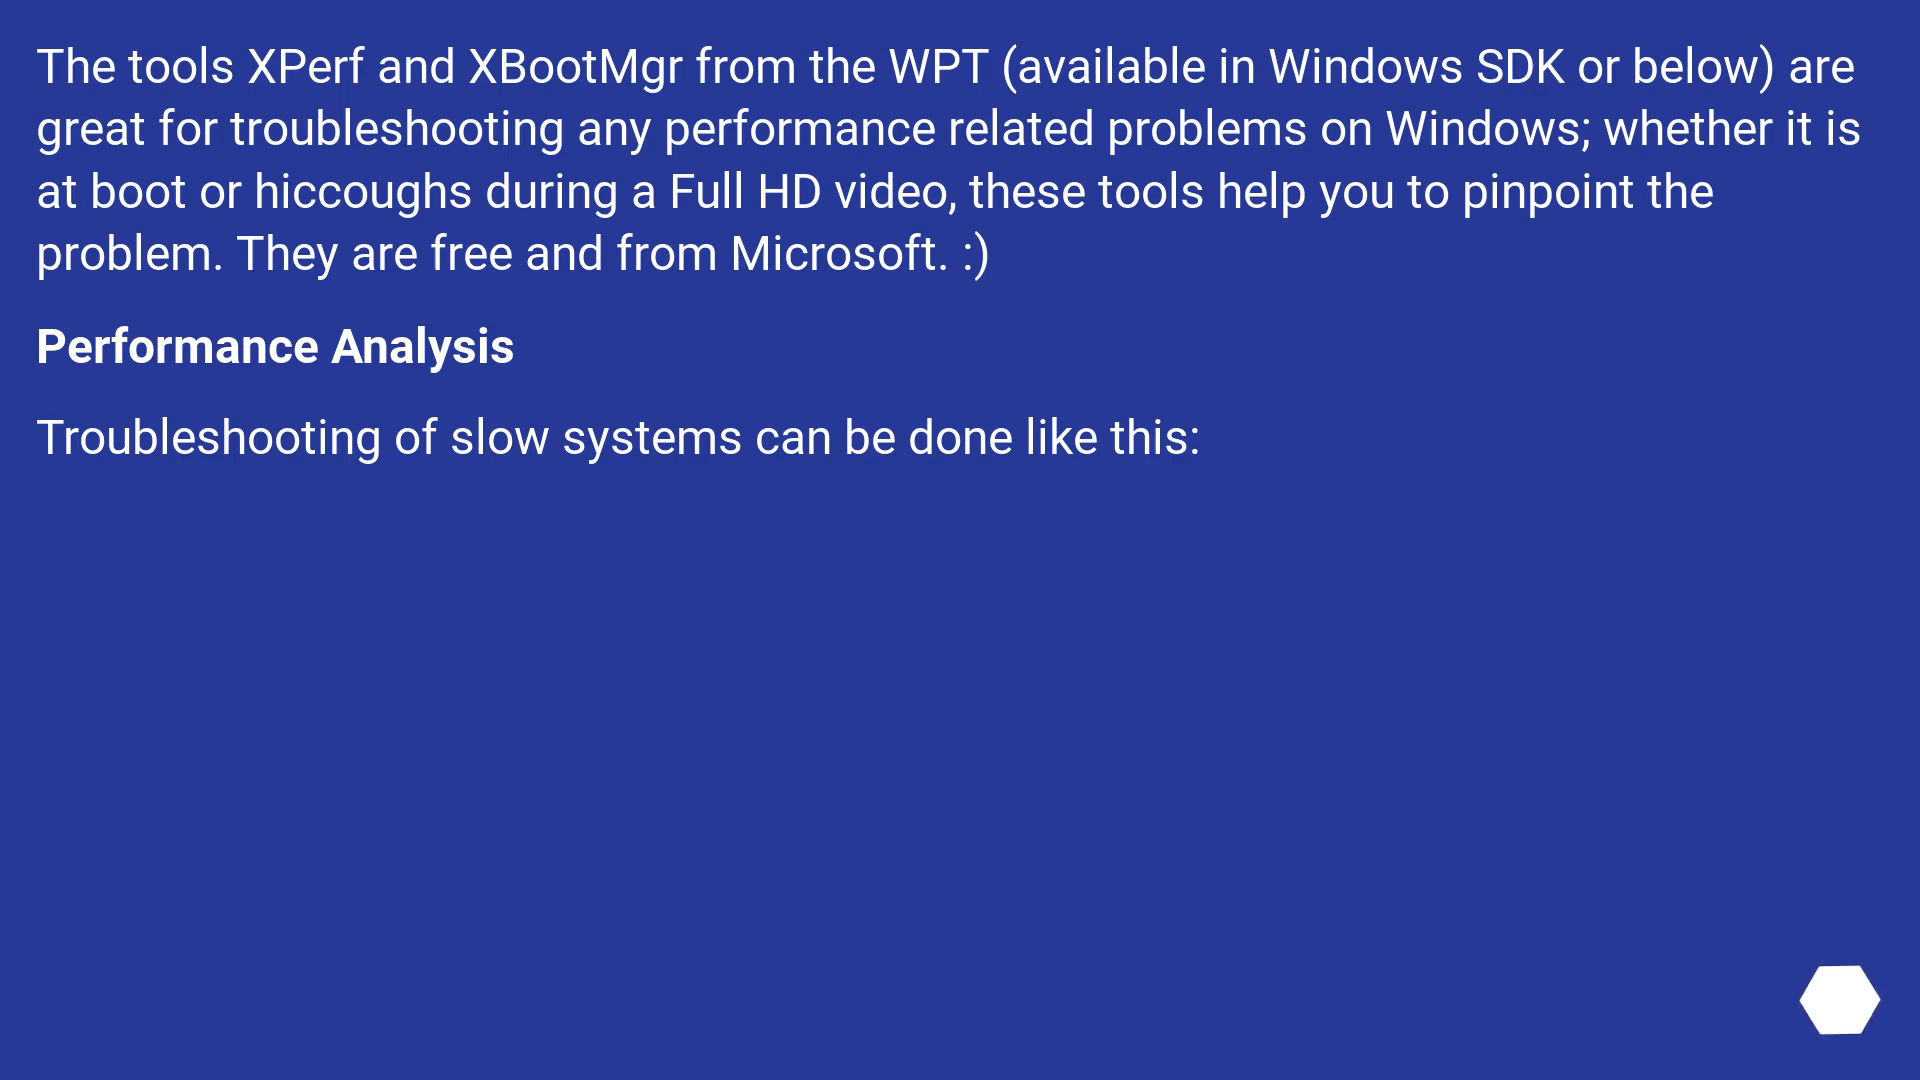 The tools XPerf and XBootMgr from the WPT (available in Windows SDK or below) are
great for troubleshooting any performance related problems on Windows; whether it is
at boot or hiccoughs during a Full HD video, these tools help you to pinpoint the
problem. They are free and from Microsoft. :)
Performance Analysis
Troubleshooting of slow systems can be done like this: